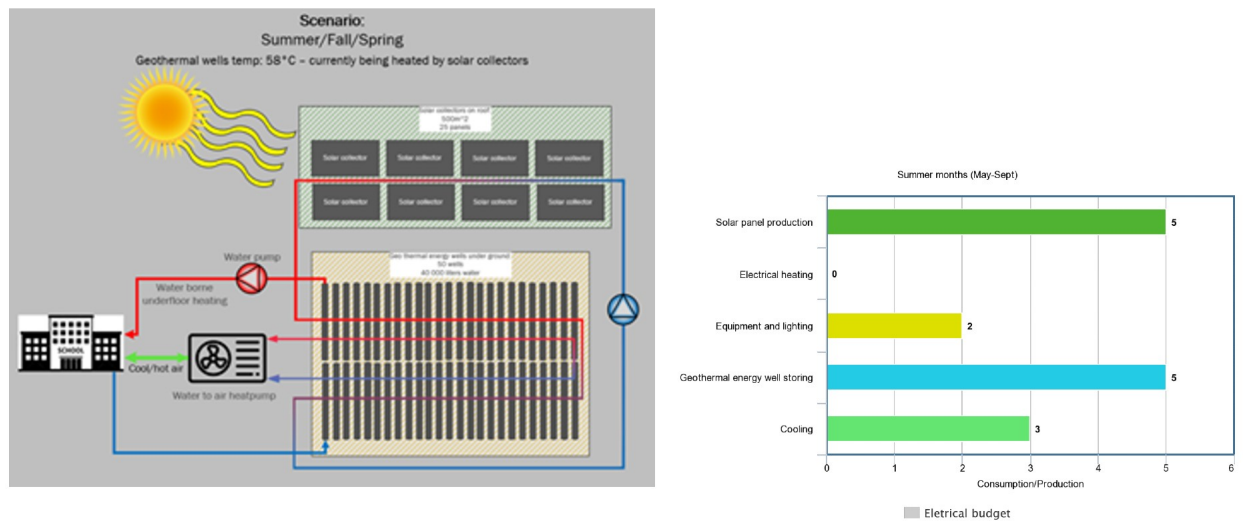 Scenario:
Summer/Fall/Spring
Geothermal wells temp: 58°C – currently being heated by solar collectors
Solar collectors on roof
500m^2
25 panels
Solar collector Solar collector Solar collector Solar collector
Solar collector Solar collector Solar collector Solar collector
Geo thermal energy wells under ground
50 wells
40 000 liters water
Water pump
Water borne
underfloor heating
SCHOOL
Cool/hot air
Water to air heatpump
Summer months (May-Sept)
Solar panel production 5
Electrical heating 0
Equipment and lighting 2
Geothermal energy well storing 5
Cooling 3
0 1 2 3 4 5 6
Consumption/Production
Eletrical budget